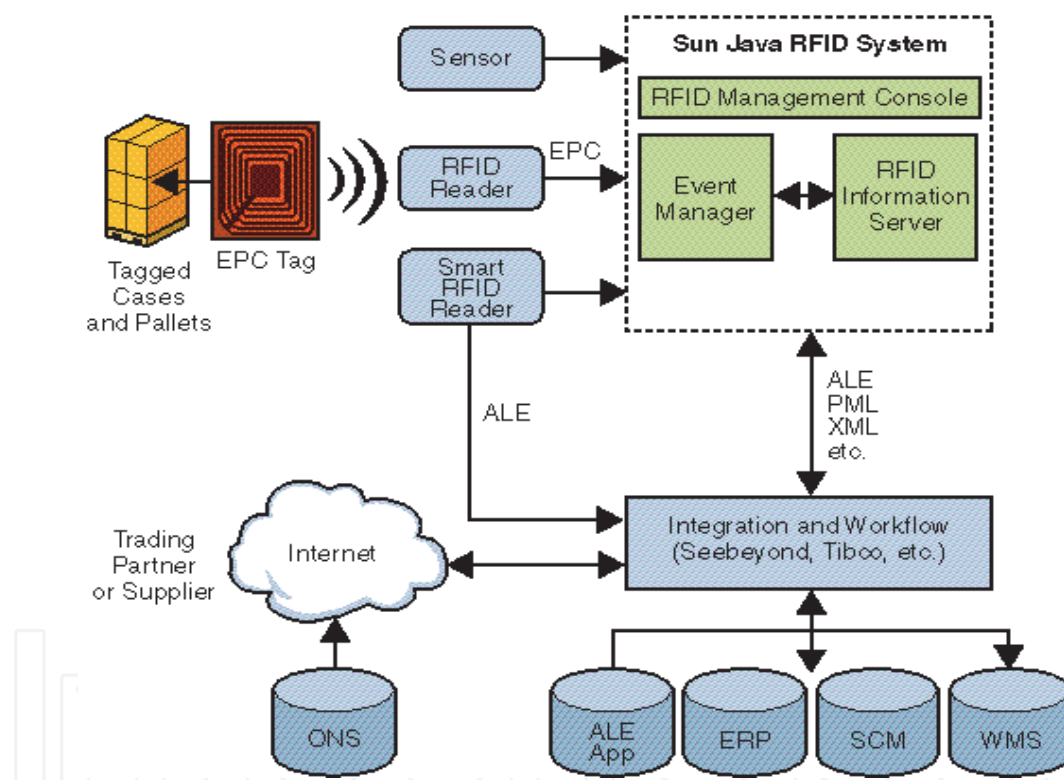 Sensor
Sun Java RFID System
RFID Management Console
EPC
RFID
Reader
Event
Manager
RFID
Information
Server
EPC Tag
Tagged
Cases
and Pallets
Smart
RFID
Reader
ALE
ALE
PML
XML
etc.
Trading
Partner
or Supplier
Internet
Integration and Workflow
(Seebeyond, Tibco, etc.)
ONS
ALE
App
ERP
SCM
WMS